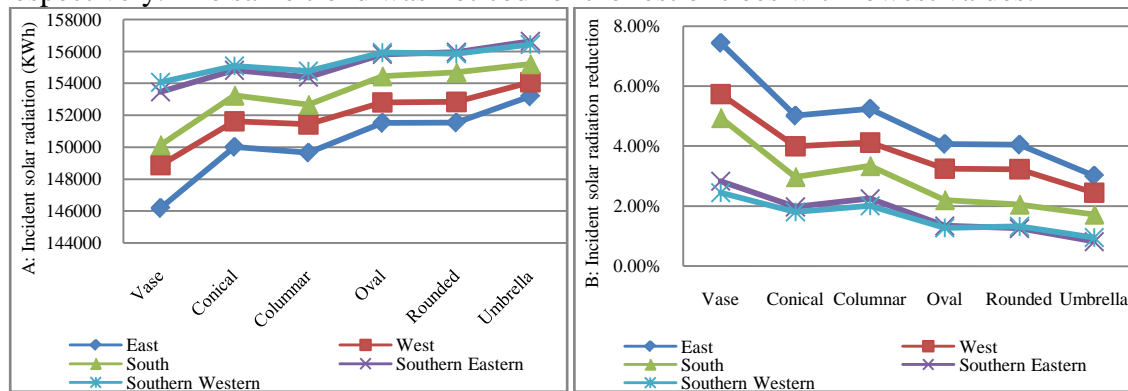 158000
156000
154000
152000
150000
148000
146000
144000
A: Incident solar radiation (KWh)
Vase
Conical
Columnar
Oval
Rounded
Umbrella
East
West
South
Southern Eastern
Southern Western
8.00%
6.00%
4.00%
2.00%
0.00%
B: Incident solar radiation reduction
Vase Conical Columnar Oval Rounded Umbrella
East
West
South
Southern Eastern
Southern Western